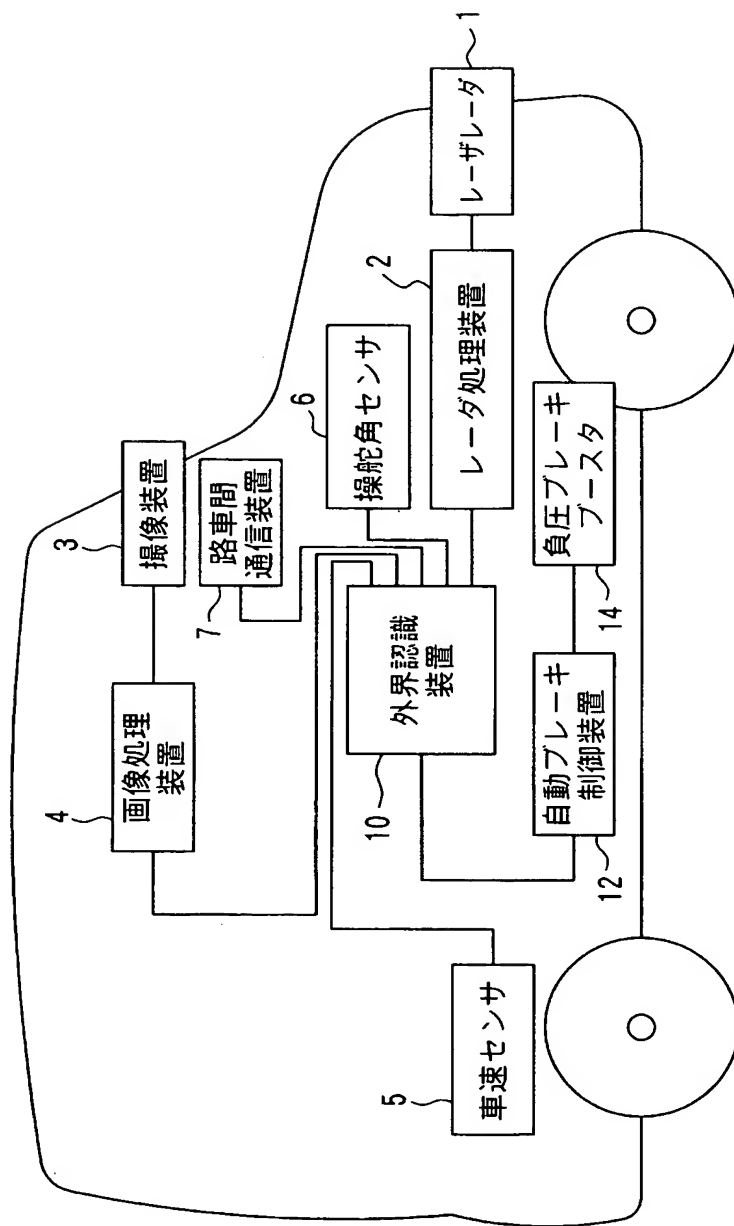 3
撮像装置
4
画像処理
装置
7
路車間
通信装置
6
操舵角センサ
2
レーダ処理装置
1
レーザレーダ
10
外界認識
装置
5
車速センサ
12
自動ブレーキ
制御装置
14
負圧ブレーキ
ブースタ